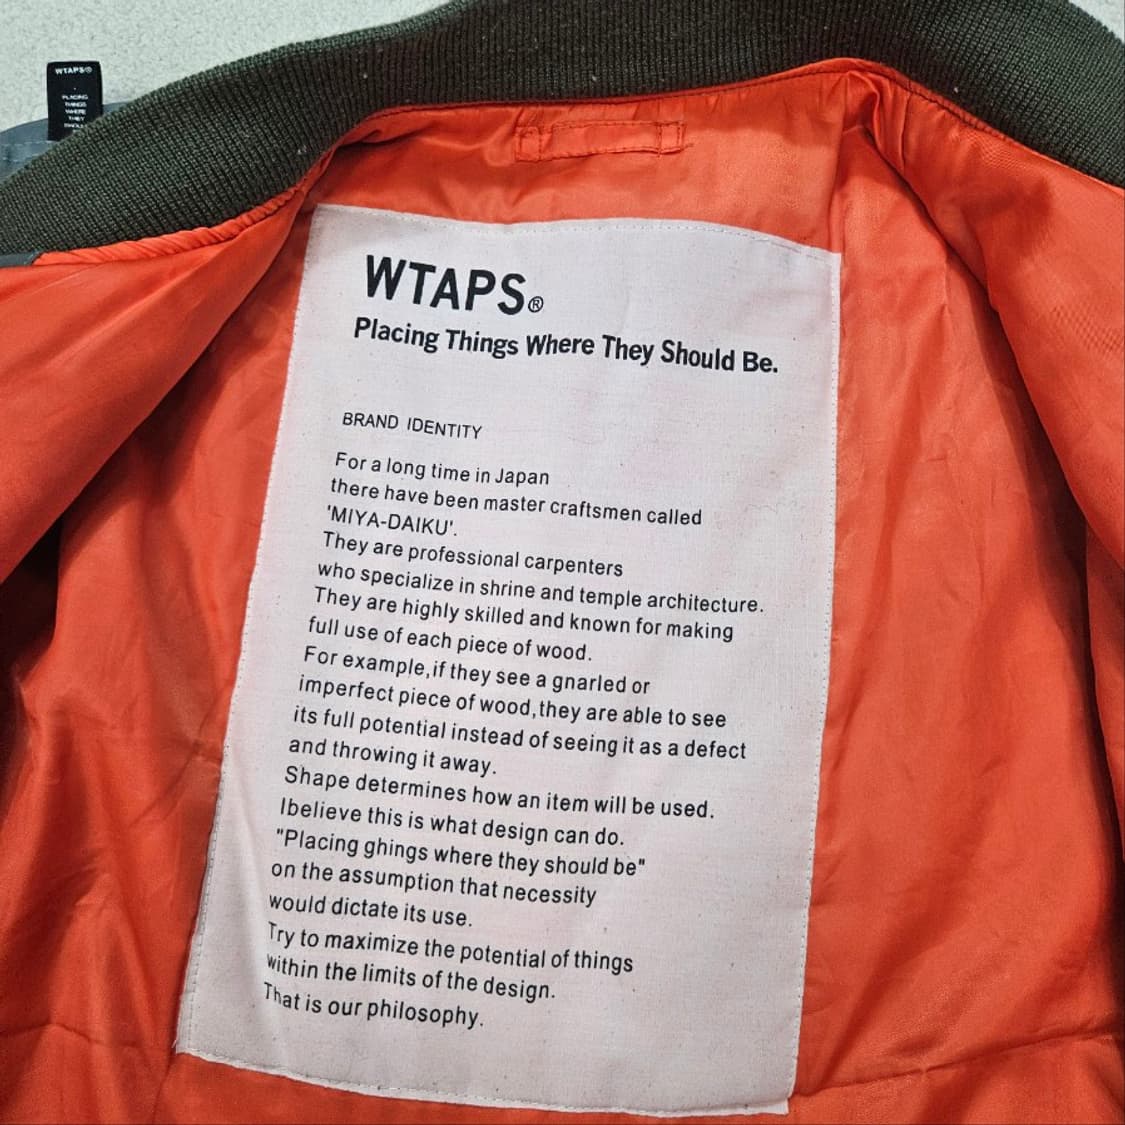 WTAPS®
PLACING
THINGS
WHERE
THEY
SHOUL
WTAPS®
Placing Things Where They Should Be.
BRAND IDENTITY
For a long time in Japan
there have been master craftsmen called
'MIYA-DAIKU'.
They are professional carpenters
who specialize in shrine and temple architecture.
They are highly skilled and known for making
full use of each piece of wood.
For example,if they see a gnarled or
imperfect piece of wood,they are able to see
its full potential instead of seeing it as a defect
and throwing it away.
Shape determines how an item will be used.
Ibelieve this is what design can do.
"Placing ghings where they should be"
on the assumption that necessity
would dictate its use.
Try to maximize the potential of things
within the limits of the design.
That is our philosophy.